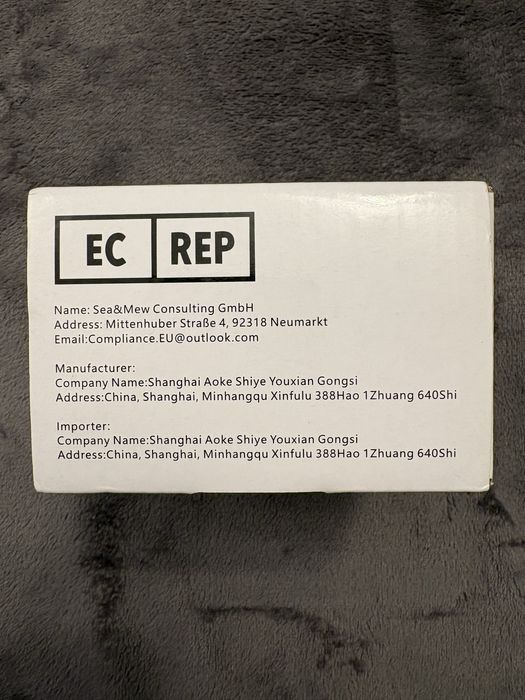 EC REP
Name: Sea&Mew Consulting GmbH
Address: Mittenhuber Straße 4, 92318 Neumarkt
Email:Compliance.EU@outlook.com
Manufacturer:
Company Name:Shanghai Aoke Shiye Youxian Gongsi
Address:China, Shanghai, Minhangqu Xinfulu 388Hao 1Zhuang 640Shi
Importer:
Company Name:Shanghai Aoke Shiye Youxian Gongsi
Address:China, Shanghai, Minhangqu Xinfulu 388Hao 1Zhuang 640Shi